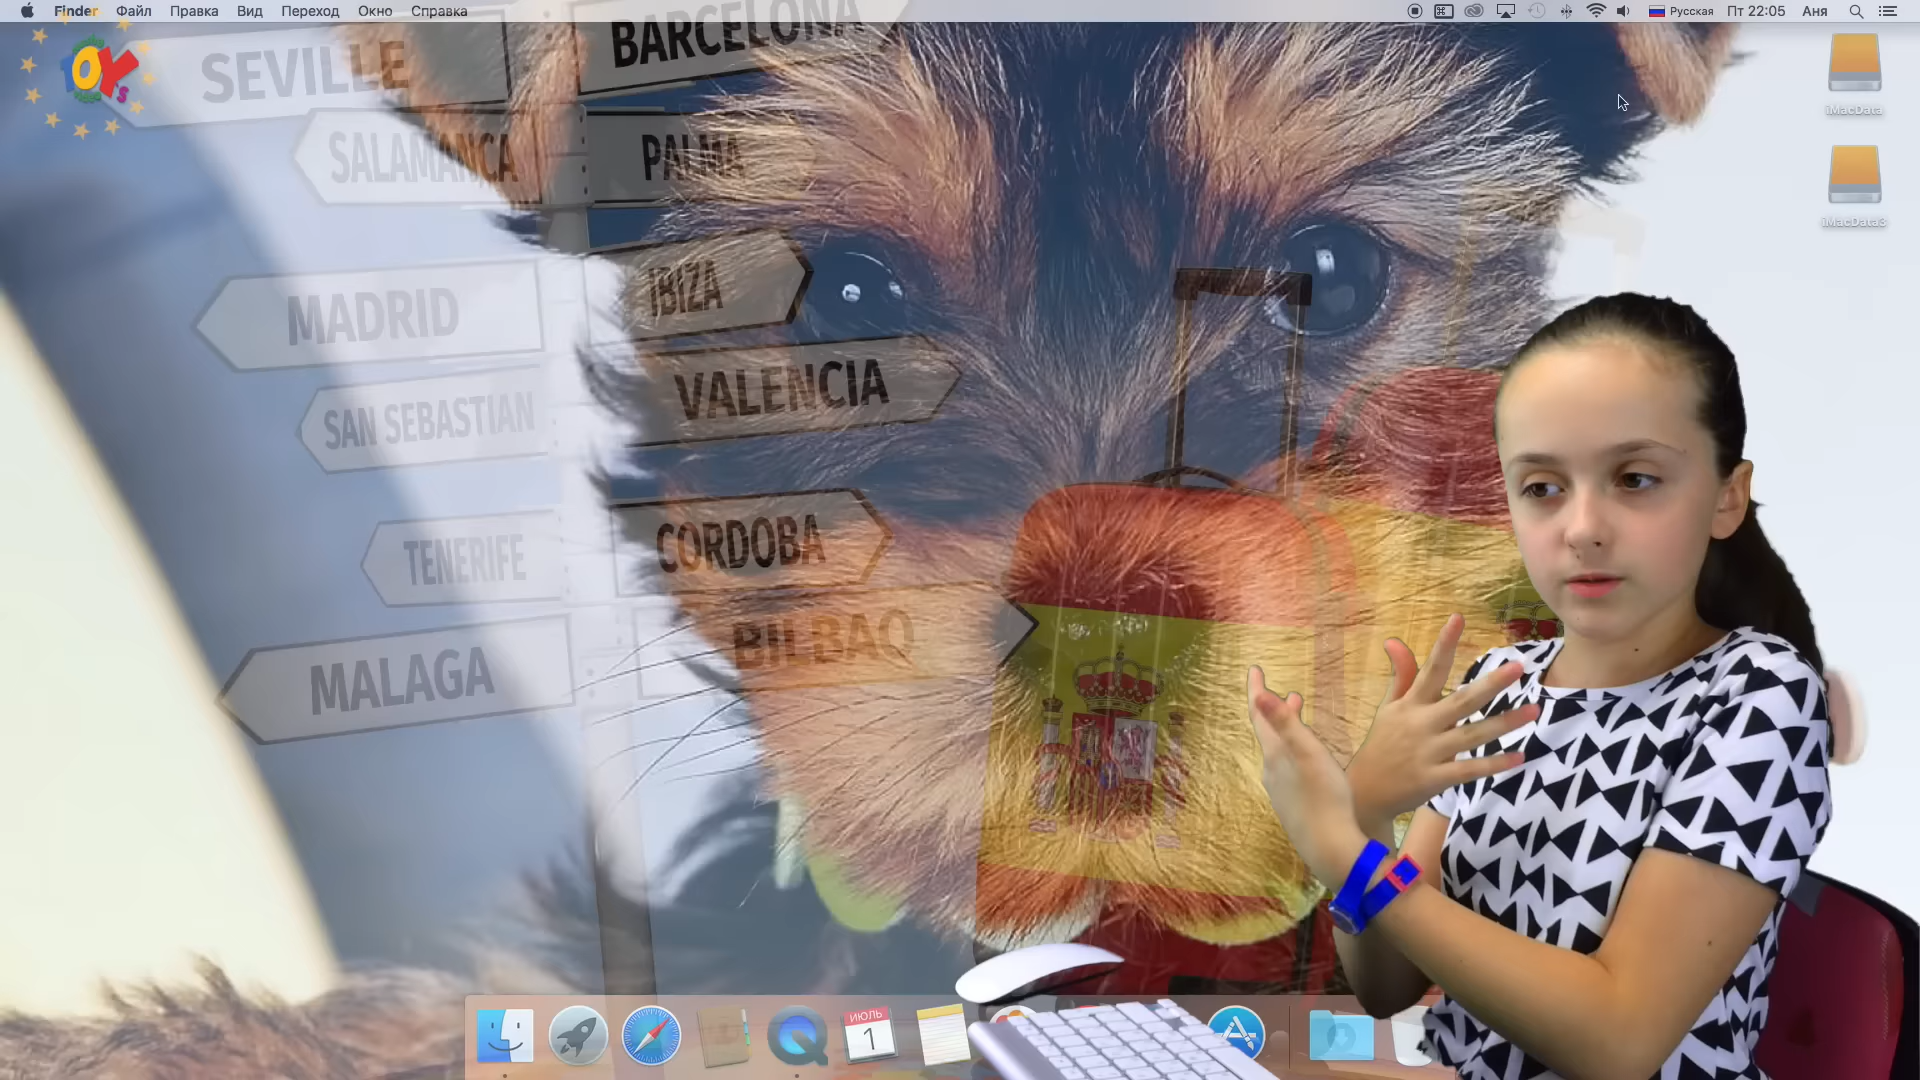 Finder Файл Правка Вид Переход Окно Справка
Русская Пт 22:05 Аня
TOYs
iMacData
iMacData3
SEVILLE
BARCELONA
SALAMANCA
PALMA
MADRID
IBIZA
SAN SEBASTIAN
VALENCIA
TENERIFE
CORDOBA
MALAGA
BILBAO
ИЮЛЬ
1